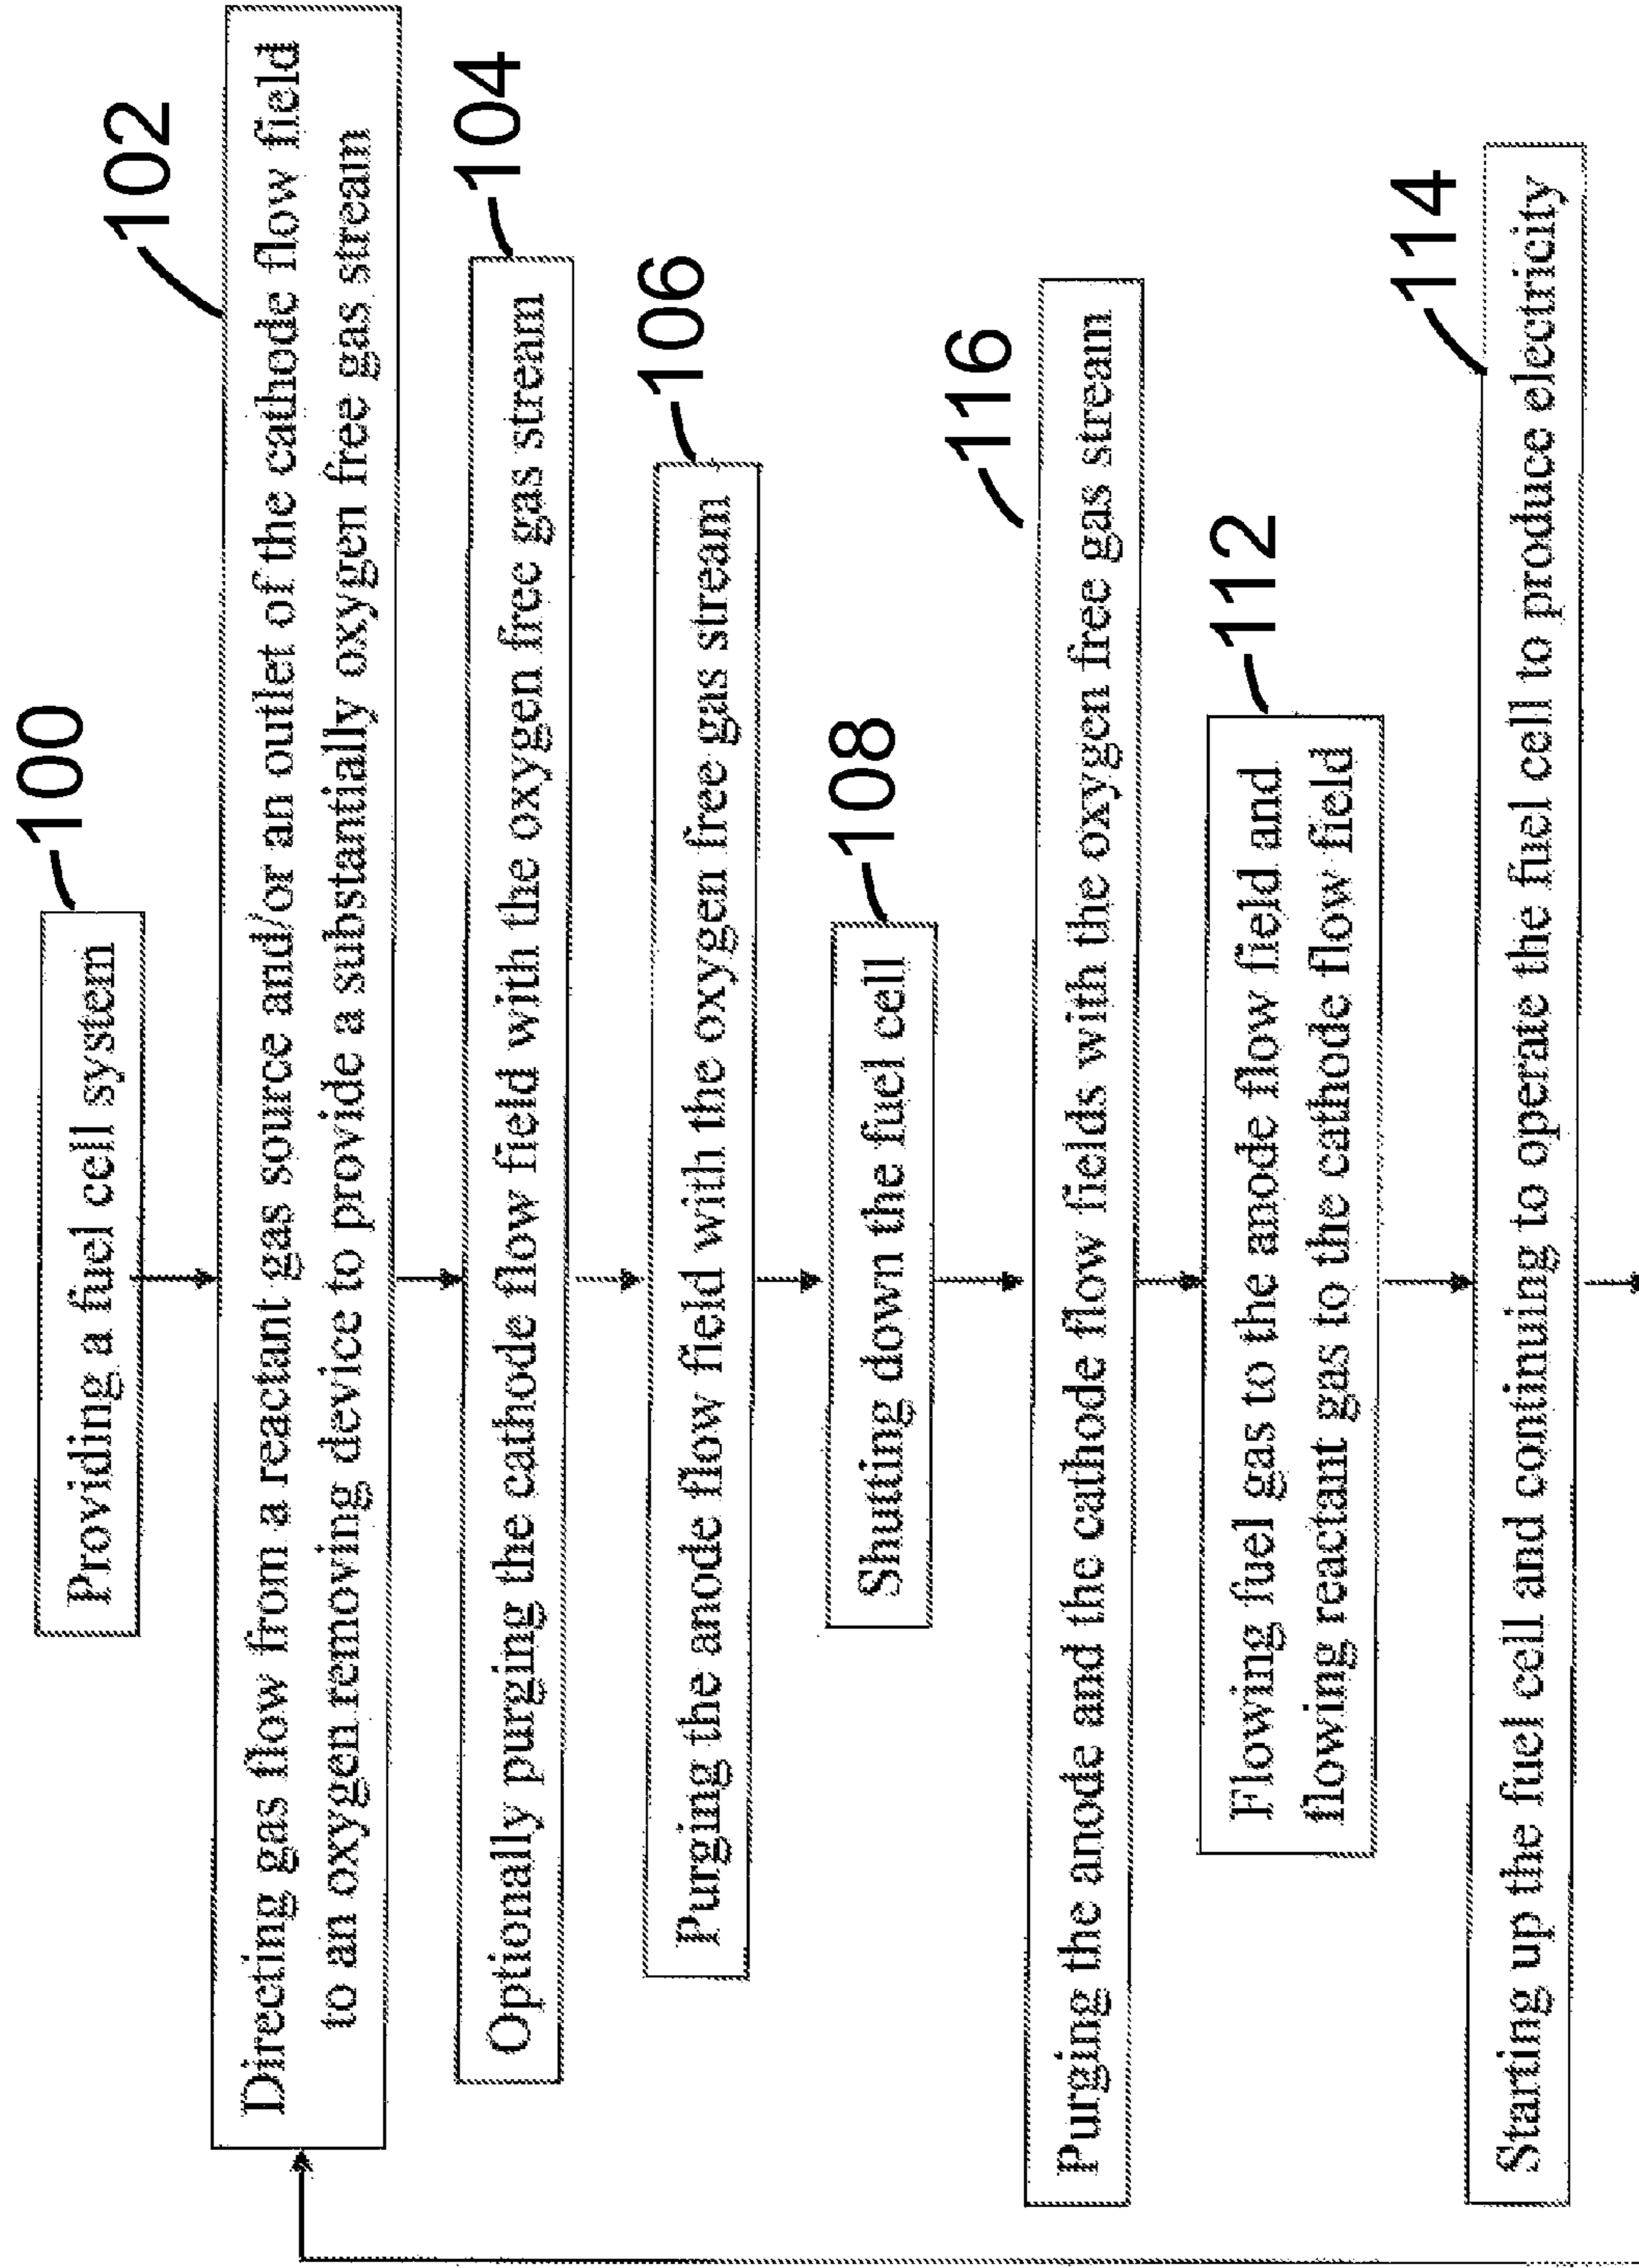 100
Providing a fuel cell system
102
Directing gas flow from a reactant gas source and/or an outlet of the cathode flow field
to an oxygen removing device to provide a substantially oxygen free gas stream
104
Optionally purging the cathode flow field with the oxygen free gas stream
106
Purging the anode flow field with the oxygen free gas stream
108
Shutting down the fuel cell
116
Purging the anode and the cathode flow fields with the oxygen free gas stream
112
Flowing fuel gas to the anode flow field and
flowing reactant gas to the cathode flow field
114
Starting up the fuel cell and continuing to operate the fuel cell to produce electricity